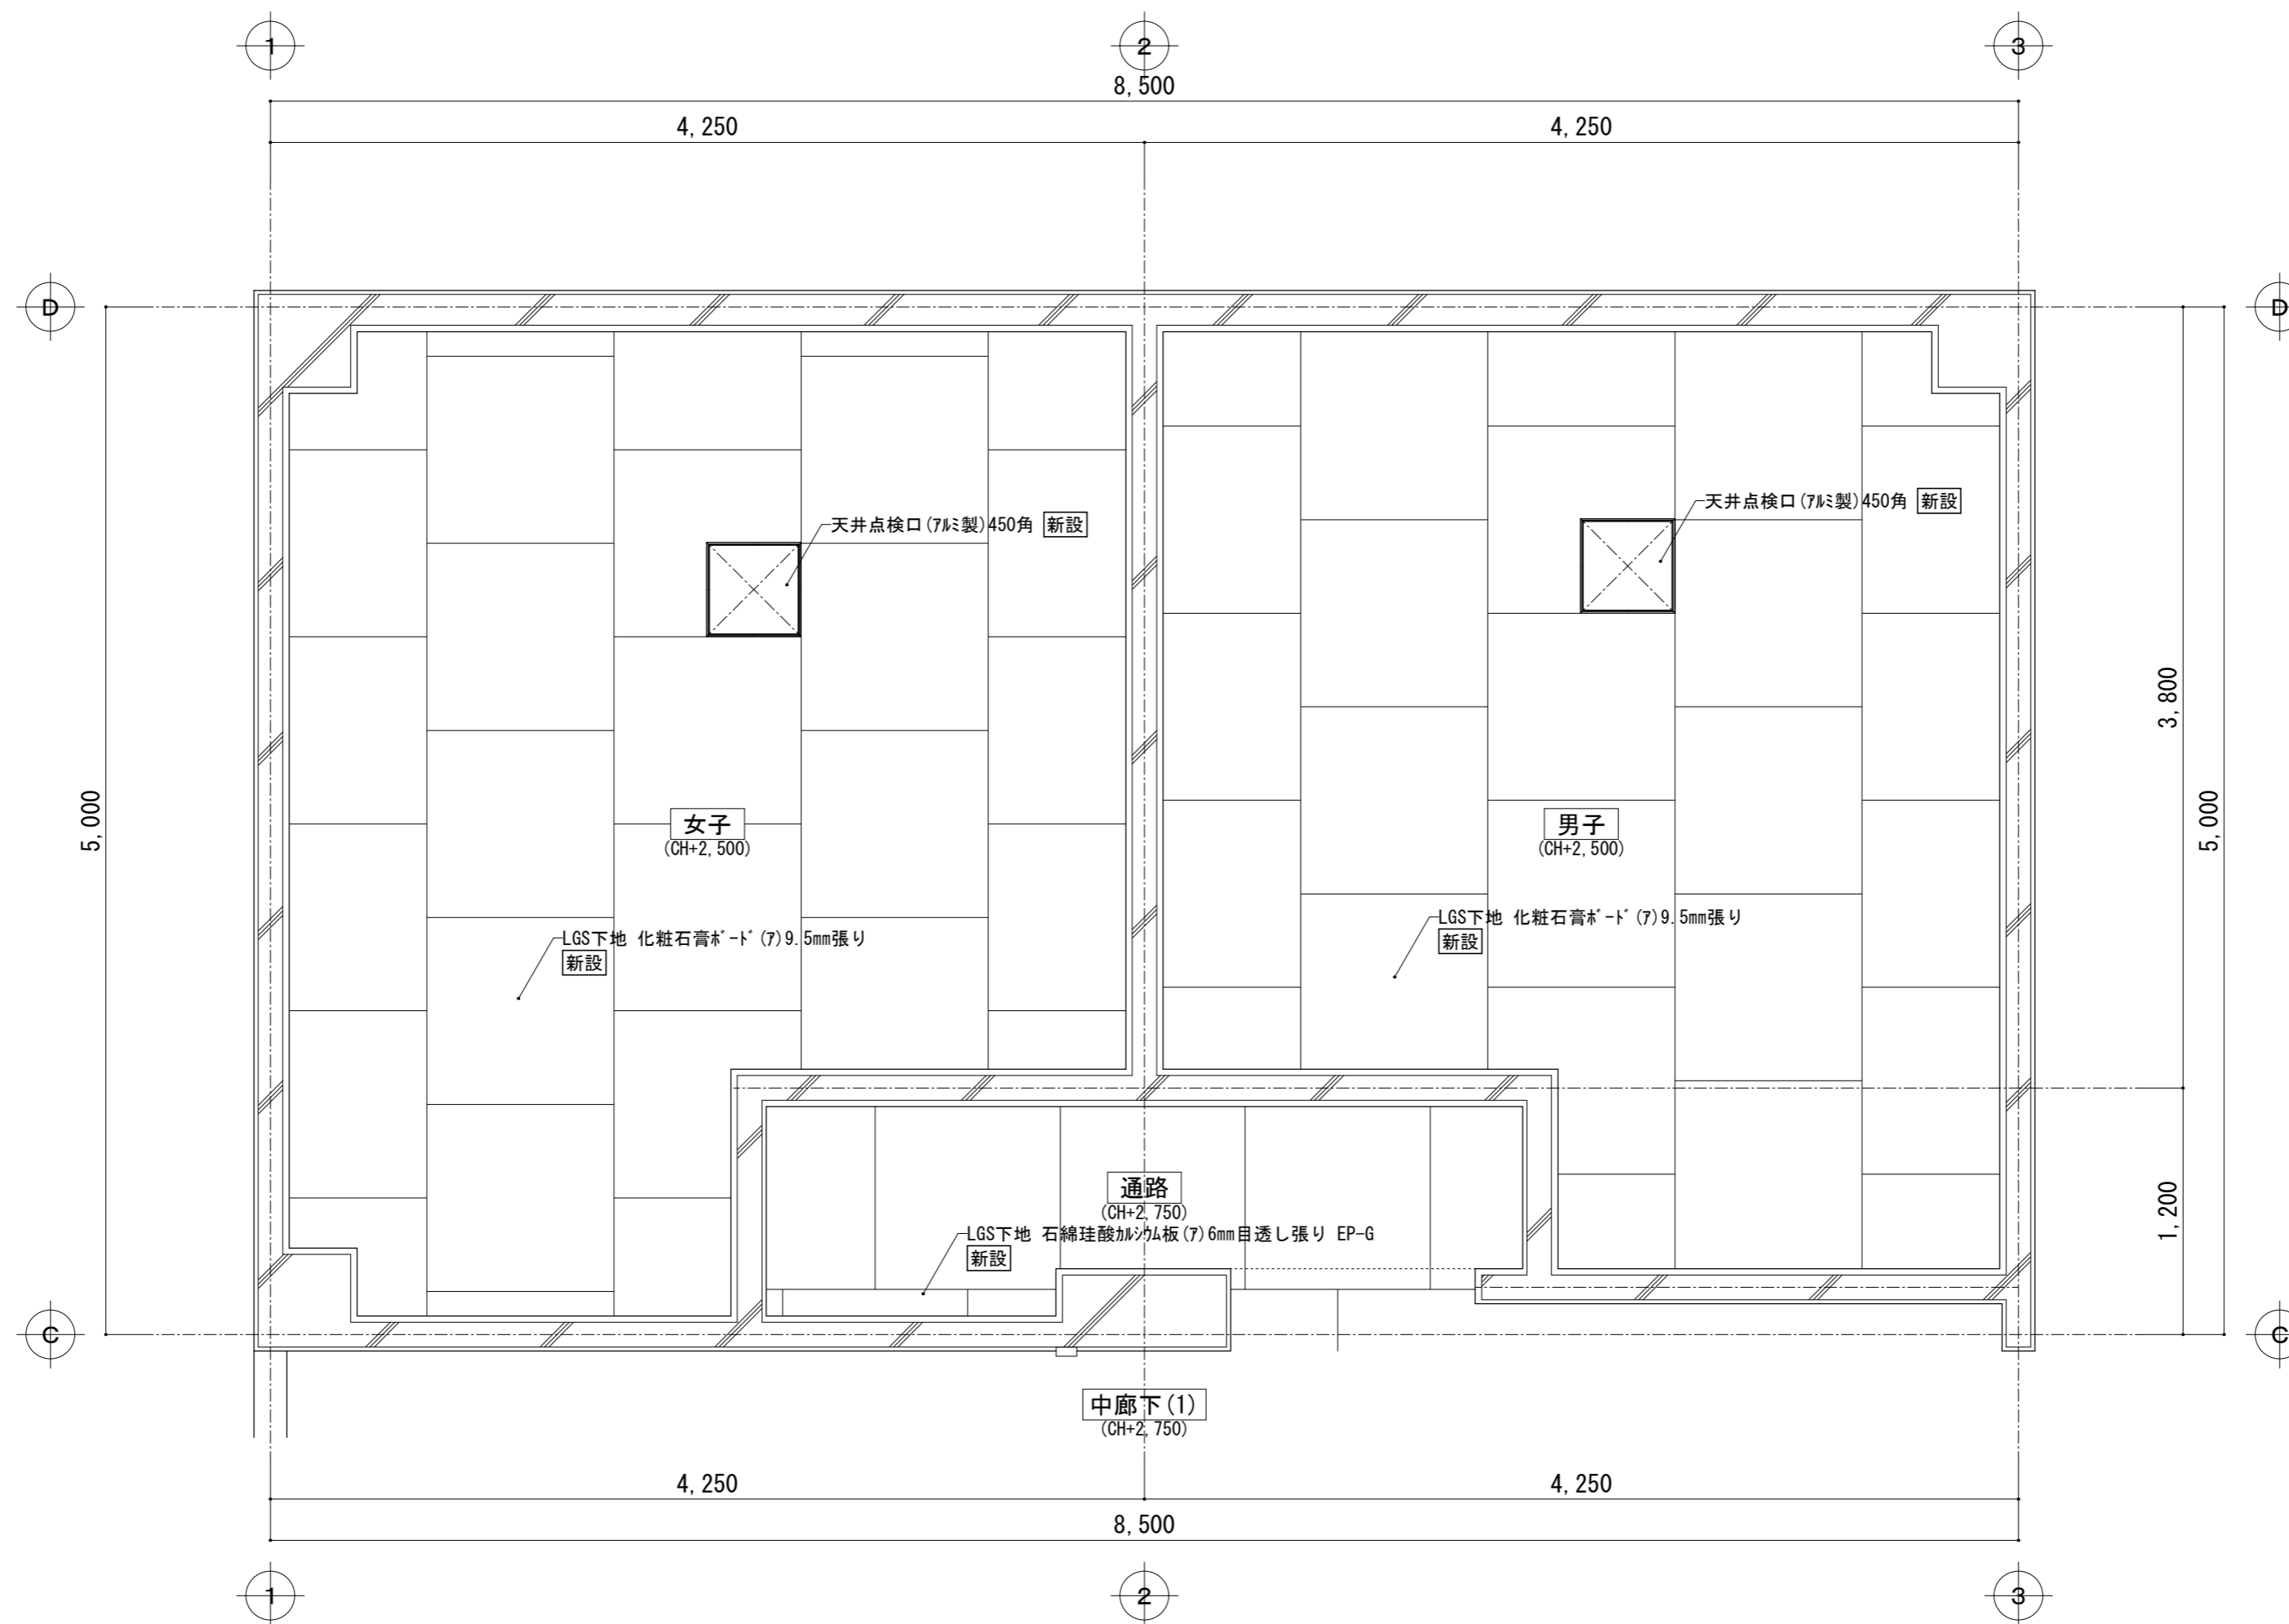 1
2
3
8,500
4,250
4,250
D
D
天井点検口(ｱﾙﾐ製)450角 新設
天井点検口(ｱﾙﾐ製)450角 新設
3,800
5,000
5,000
女子
(CH+2,500)
男子
(CH+2,500)
LGS下地 化粧石膏ﾎﾞｰﾄﾞ(ｱ)9.5mm張り
新設
LGS下地 化粧石膏ﾎﾞｰﾄﾞ(ｱ)9.5mm張り
新設
通路
(CH+2,750)
1,200
LGS下地 石綿珪酸ｶﾙｼｳﾑ板(ｱ)6mm目透し張り EP-G
新設
C
C
中廊下(1)
(CH+2,750)
4,250
4,250
8,500
1
2
3